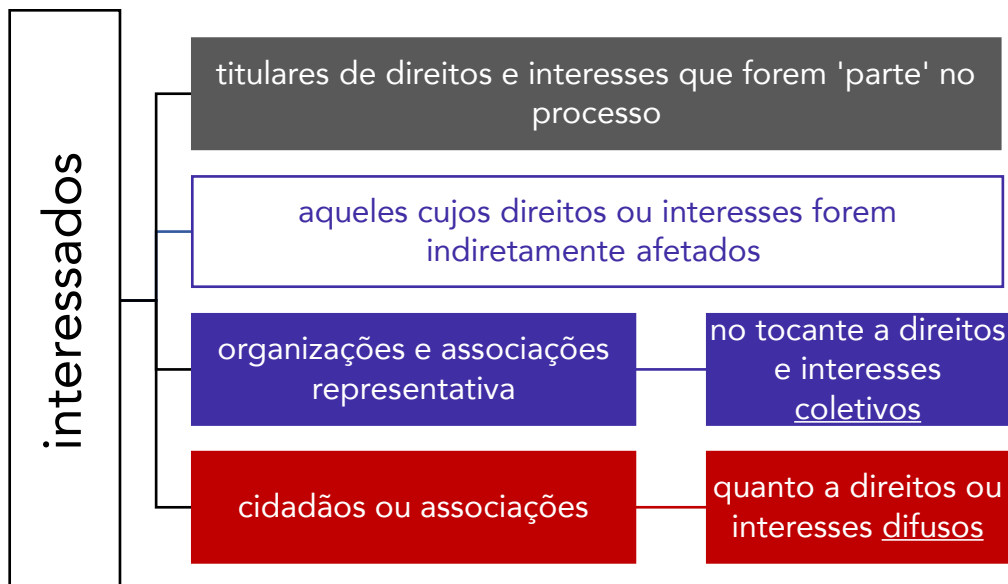 interessados
titulares de direitos e interesses que forem 'parte' no
processo
aqueles cujos direitos ou interesses forem
indiretamente afetados
organizações e associações
representativa
no tocante a direitos
e interesses
coletivos
cidadãos ou associações
quanto a direitos ou
interesses difusos